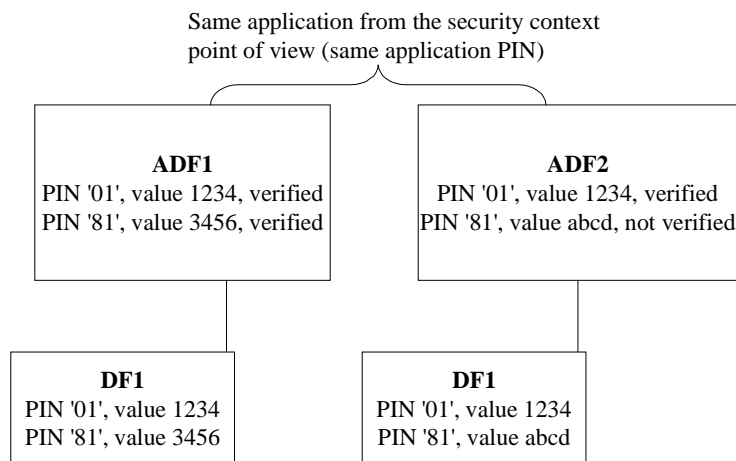 Same application from the security context
point of view (same application PIN)
ADF1
PIN '01', value 1234, verified
PIN '81', value 3456, verified
ADF2
PIN '01', value 1234, verified
PIN '81', value abcd, not verified
DF1
PIN '01', value 1234
PIN '81', value 3456
DF1
PIN '01', value 1234
PIN '81', value abcd